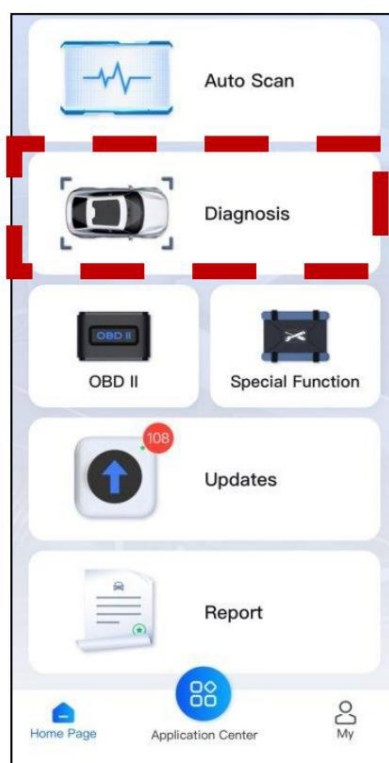 Auto Scan
Diagnosis
OBD II
OBD II
Special Function
108
Updates
Report
Home Page
Application Center
My